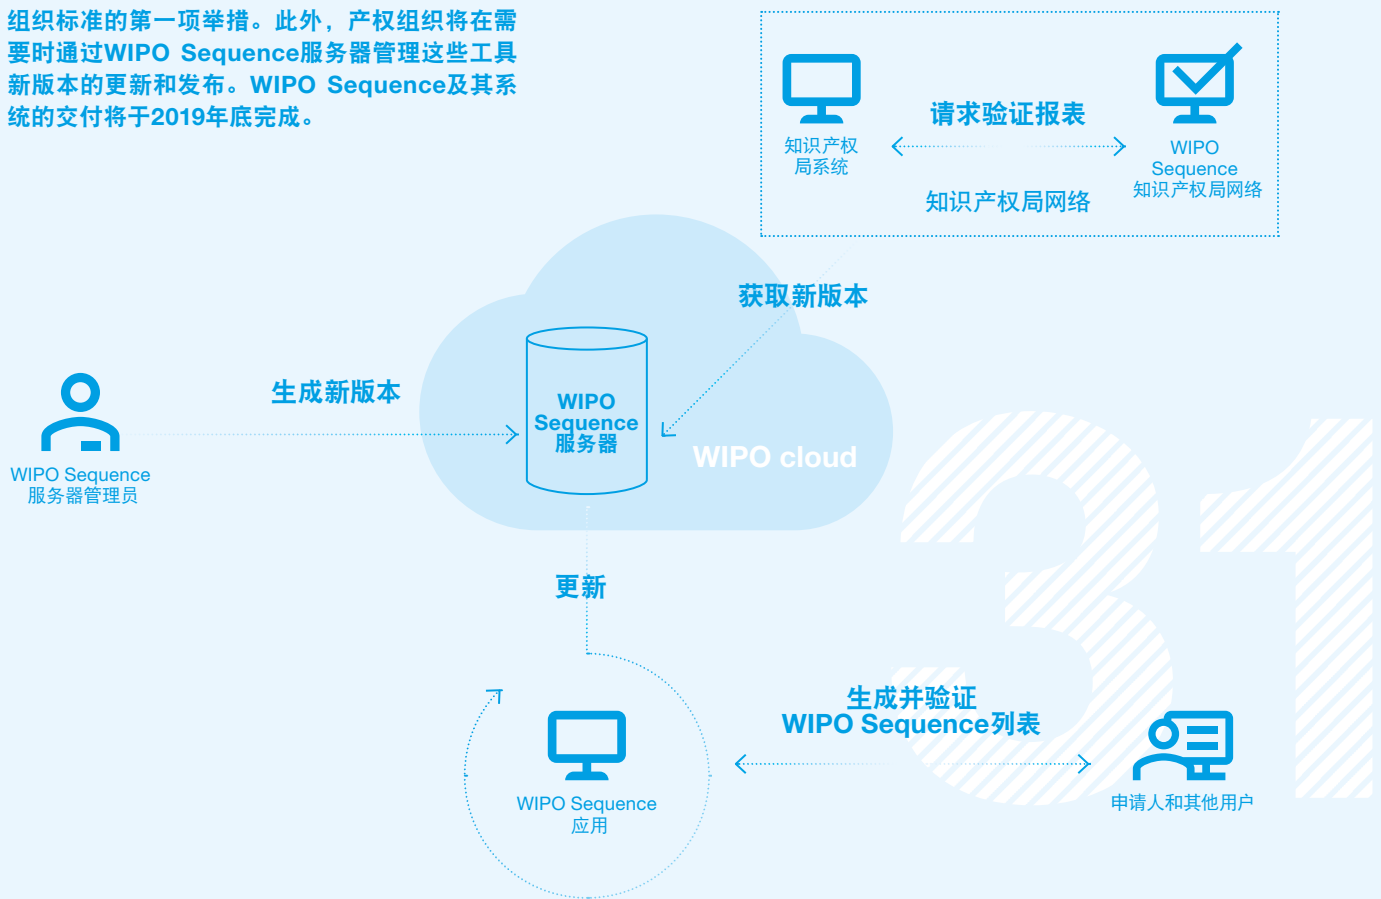 组织标准的第一项举措。此外，产权组织将在需
要时通过WIPO Sequence服务器管理这些工具
新版本的更新和发布。WIPO Sequence及其系
统的交付将于2019年底完成。
知识产权
局系统
请求验证报表
知识产权局网络
WIPO
Sequence
知识产权局网络
获取新版本
生成新版本
WIPO Sequence
服务器管理员
WIPO
Sequence
服务器
WIPO cloud
31
更新
WIPO Sequence
应用
生成并验证
WIPO Sequence列表
申请人和其他用户